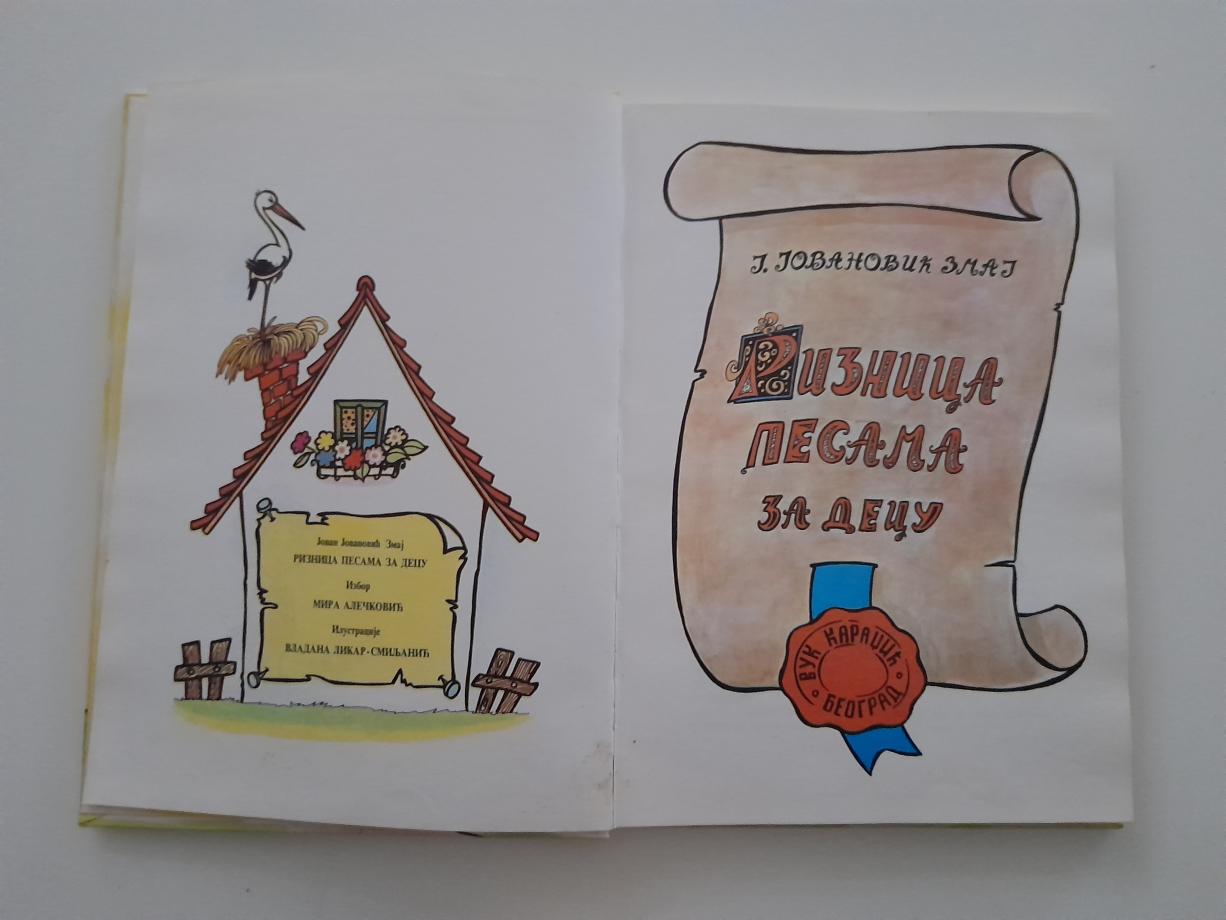 Јован Јовановић Змај
РИЗНИЦА ПЕСАМА ЗА ДЕЦУ
Избор
МИРА АЛЕЧКОВИЋ
Илустрације
ВЛАДАНА ЛИКАР-СМИЉАНИЋ
Ј. ЈОВАНОВИЋ ЗМАЈ
РИЗНИЦА
ПЕСАМА
ЗА ДЕЦУ
ВУК КАРАЏИЋ
БЕОГРАД